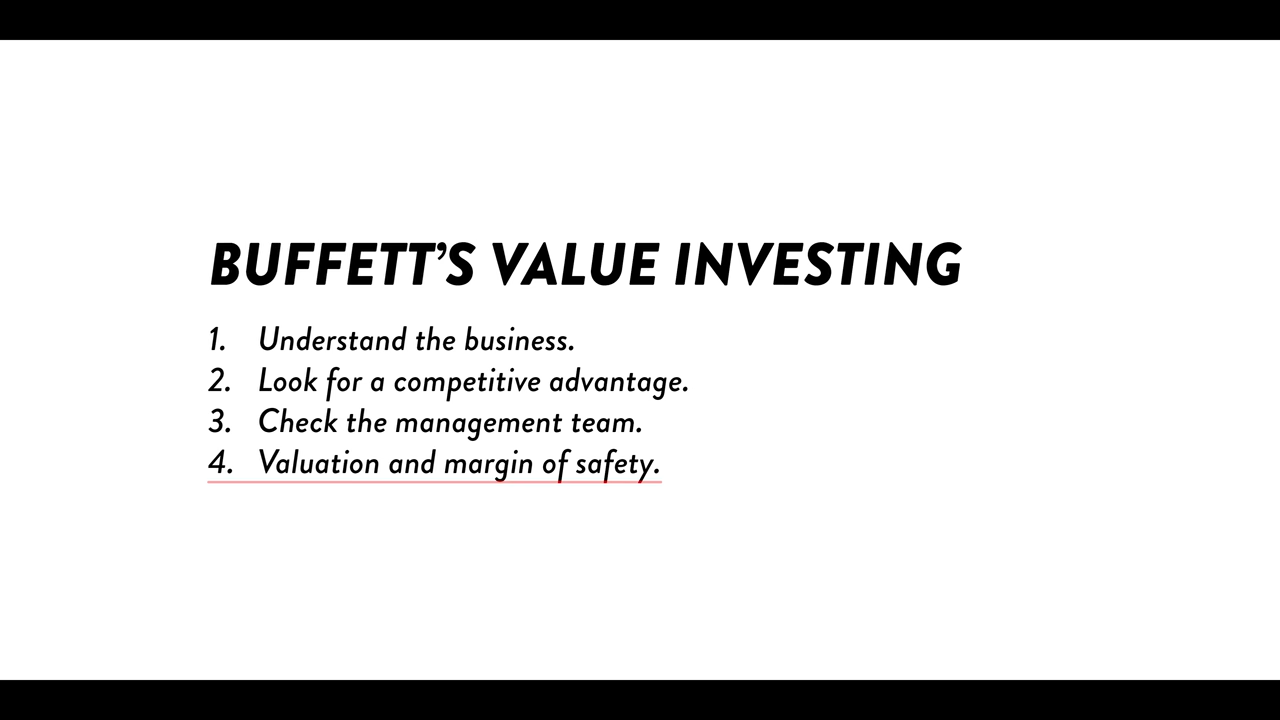 BUFFETT’S VALUE INVESTING
1. Understand the business.
2. Look for a competitive advantage.
3. Check the management team.
4. Valuation and margin of safety.